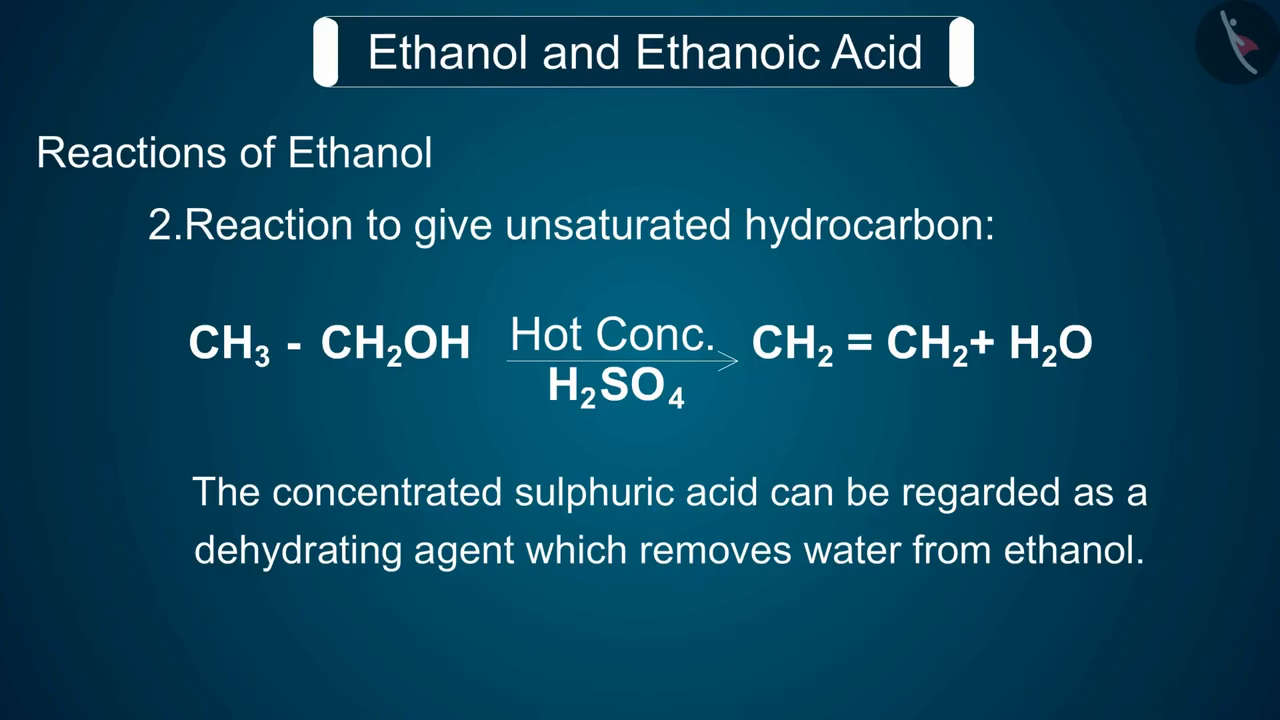 Ethanol and Ethanoic Acid
Reactions of Ethanol
2.Reaction to give unsaturated hydrocarbon:
CH₃ - CH₂OH Hot Conc. H₂SO₄ → CH₂ = CH₂+ H₂O
The concentrated sulphuric acid can be regarded as a
dehydrating agent which removes water from ethanol.